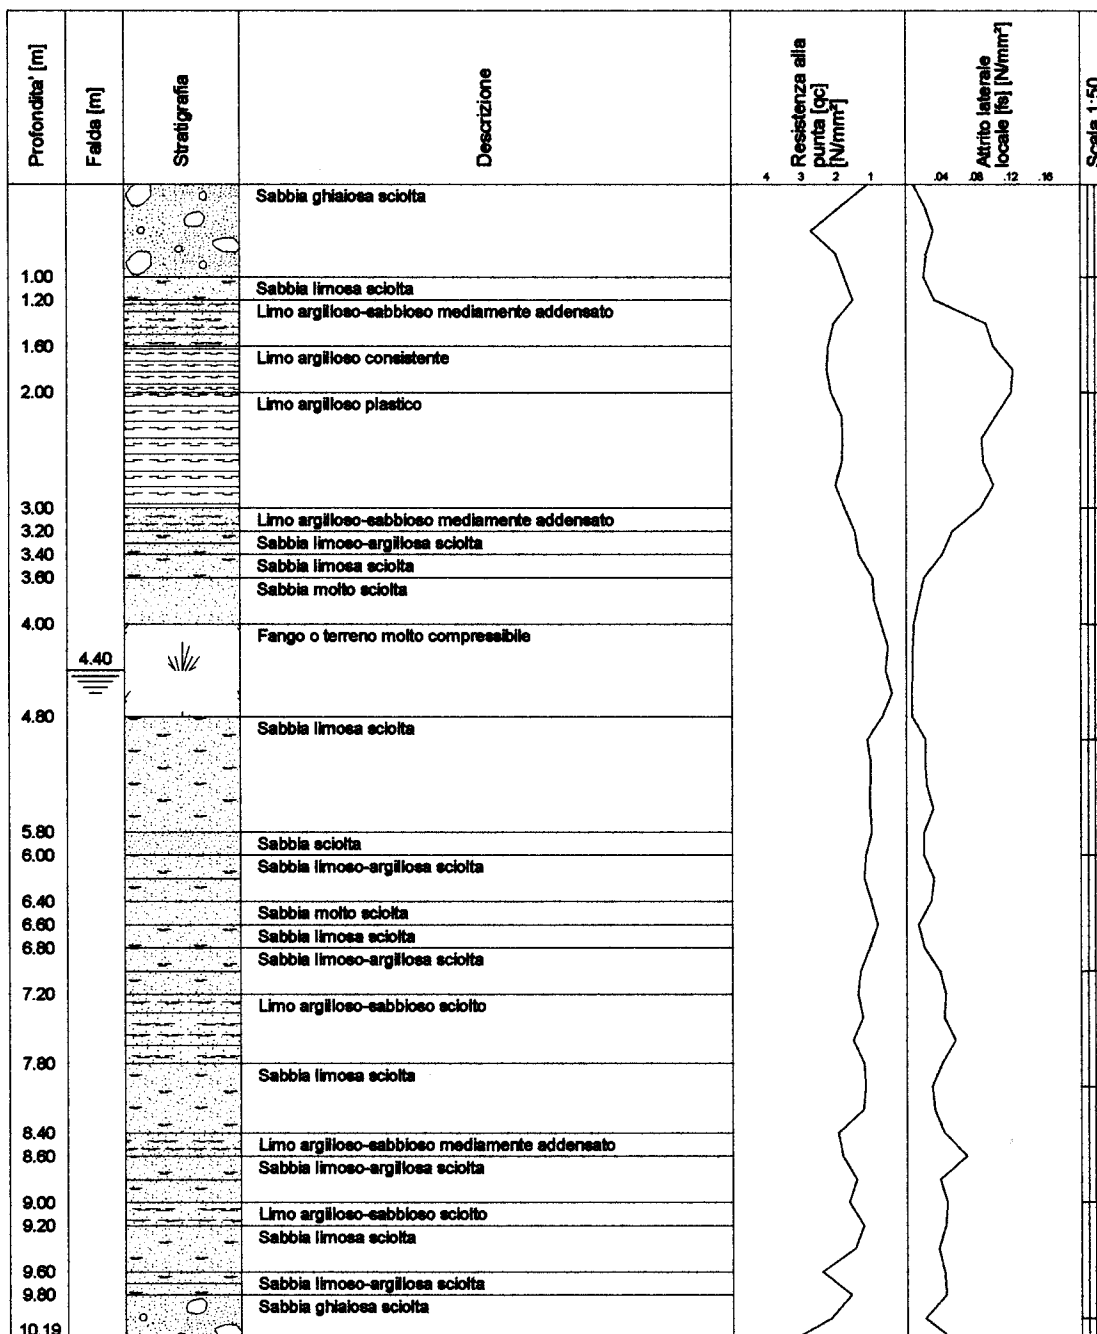 Profondita' [m]
Falda [m]
Stratigrafia
Descrizione
Resistenza alla
punta [qc]
[N/mm²]
Attrito laterale
locale [fs] [N/mm²]
Scala 1:50
4 3 2 1
.04 .08 .12 .16
Sabbia ghiaiosa sciolta
1.00
Sabbia limosa sciolta
1.20
Limo argilloso-sabbioso mediamente addensato
1.60
Limo argilloso consistente
2.00
Limo argilloso plastico
3.00
Limo argilloso-sabbioso mediamente addensato
3.20
Sabbia limoso-argillosa sciolta
3.40
Sabbia limosa sciolta
3.60
Sabbia molto sciolta
4.00
Fango o terreno molto compressibile
4.40
4.80
Sabbia limosa sciolta
5.80
Sabbia sciolta
6.00
Sabbia limoso-argillosa sciolta
6.40
Sabbia molto sciolta
6.60
Sabbia limosa sciolta
6.80
Sabbia limoso-argillosa sciolta
7.20
Limo argilloso-sabbioso sciolto
7.80
Sabbia limosa sciolta
8.40
Limo argilloso-sabbioso mediamente addensato
8.60
Sabbia limoso-argillosa sciolta
9.00
Limo argilloso-sabbioso sciolto
9.20
Sabbia limosa sciolta
9.60
Sabbia limoso-argillosa sciolta
9.80
Sabbia ghiaiosa sciolta
10.19